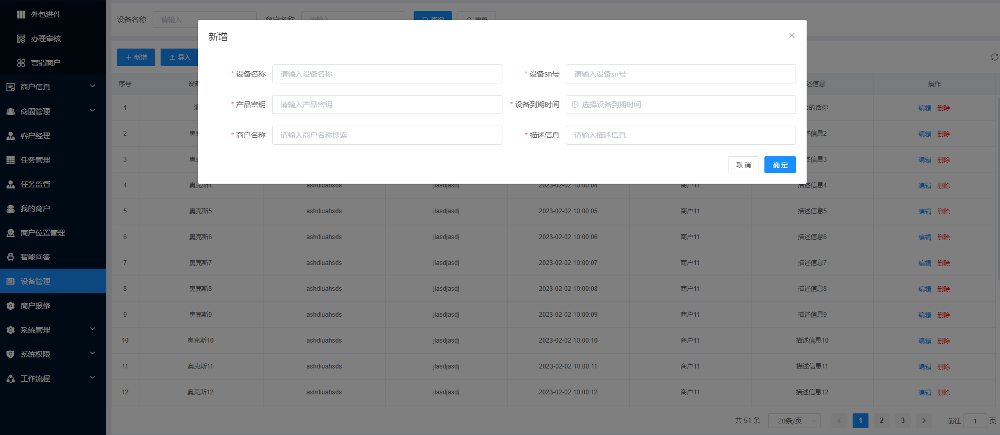 外包进件
办理审核
营销商户
商户信息
商圈管理
客户经理
任务管理
任务监督
我的商户
商户位置管理
智能问答
设备管理
商户报修
系统管理
系统权限
工作流程
设备名称 请输入 商户名称 请输入 查询 重置
新增 导入
新增
* 设备名称 请输入设备名称 * 设备sn号 请输入设备sn号
* 产品密钥 请输入产品密钥 * 设备到期时间 选择设备到期时间
* 商户名称 请输入商户名称搜索 * 描述信息 请输入描述信息
取消 确定
序号 设备 述信息 操作
1 的话你 编辑 删除
2 奥克 述信息2 编辑 删除
3 奥克 述信息3 编辑 删除
4 奥克斯4 ashdiuahsds jlasdjasdj 2023-02-02 10:00:04 商户11 描述信息4 编辑 删除
5 奥克斯5 ashdiuahsds jlasdjasdj 2023-02-02 10:00:05 商户11 描述信息5 编辑 删除
6 奥克斯6 ashdiuahsds jlasdjasdj 2023-02-02 10:00:06 商户11 描述信息6 编辑 删除
7 奥克斯7 ashdiuahsds jlasdjasdj 2023-02-02 10:00:07 商户11 描述信息7 编辑 删除
8 奥克斯8 ashdiuahsds jlasdjasdj 2023-02-02 10:00:08 商户11 描述信息8 编辑 删除
9 奥克斯9 ashdiuahsds jlasdjasdj 2023-02-02 10:00:09 商户11 描述信息9 编辑 删除
10 奥克斯10 ashdiuahsds jlasdjasdj 2023-02-02 10:00:10 商户11 描述信息10 编辑 删除
11 奥克斯11 ashdiuahsds jlasdjasdj 2023-02-02 10:00:11 商户11 描述信息11 编辑 删除
12 奥克斯12 ashdiuahsds jlasdjasdj 2023-02-02 10:00:12 商户11 描述信息12 编辑 删除
共 51 条 20条/页 1 2 3 前往 1 页